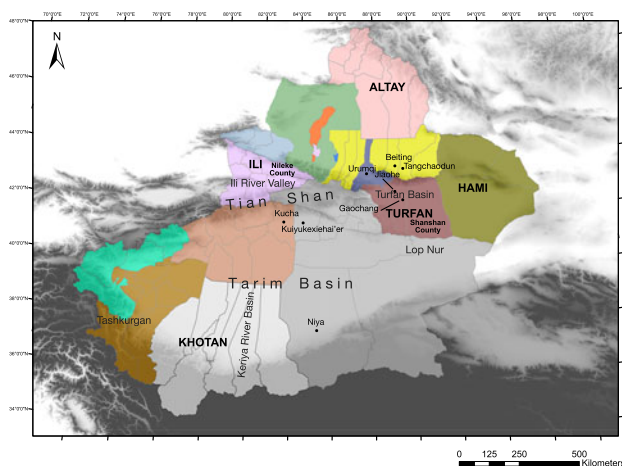 70°0'0"E 72°0'0"E 74°0'0"E 76°0'0"E 78°0'0"E 80°0'0"E 82°0'0"E 84°0'0"E 86°0'0"E 88°0'0"E 90°0'0"E 92°0'0"E 94°0'0"E 96°0'0"E 98°0'0"E 100°0'0"E
48°0'0"N
N
46°0'0"N
ALTAY
44°0'0"N
Beiting
ILI
Nileke
County
Urumqi
Tangchaodun
Jiaohe
HAMI
Ili River Valley
42°0'0"N
Tian Shan
Turfan Basin
Gaochang
TURFAN
Kucha
Shanshan
County
Kuiyukexiehai'er
40°0'0"N
Lop Nur
Tarim Basin
38°0'0"N
Tashkurgan
Niya
KHOTAN
Keriya River Basin
36°0'0"N
34°0'0"N
0 125 250 500
Kilometers